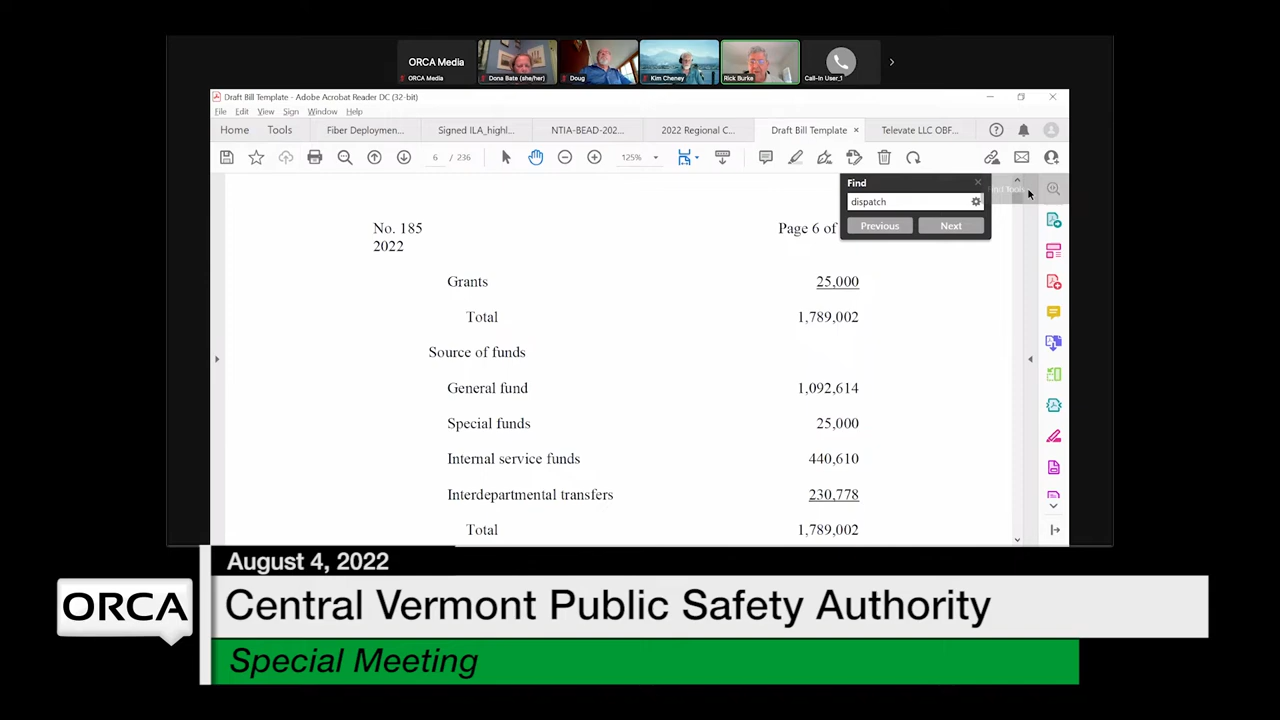 ORCA Media
ORCA Media
Dona Bate (she/her)
Doug
Kim Cheney
Rick Burke
Call-In User_1
Draft Bill Template - Adobe Acrobat Reader DC (32-bit)
File Edit View Sign Window Help
Home Tools Fiber Deploymen... Signed ILA_highl... NTIA-BEAD-202... 2022 Regional C... Draft Bill Template × Televate LLC OBF...
6 / 236 125%
Find
Find Tools
dispatch
Previous Next
No. 185 Page 6 of
2022
Grants 25,000
Total 1,789,002
Source of funds
General fund 1,092,614
Special funds 25,000
Internal service funds 440,610
Interdepartmental transfers 230,778
Total 1,789,002
August 4, 2022
ORCA
Central Vermont Public Safety Authority
Special Meeting